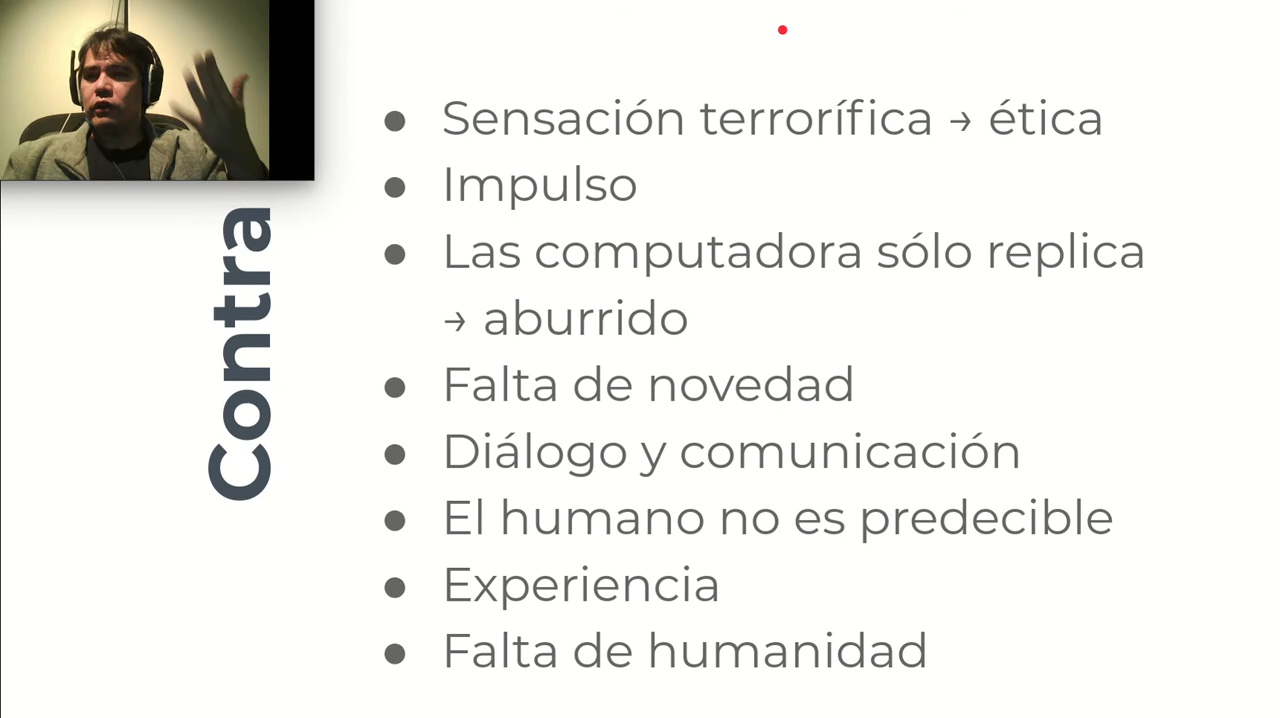 Contra
● Sensación terrorífica → ética
● Impulso
● Las computadora sólo replica
→ aburrido
● Falta de novedad
● Diálogo y comunicación
● El humano no es predecible
● Experiencia
● Falta de humanidad